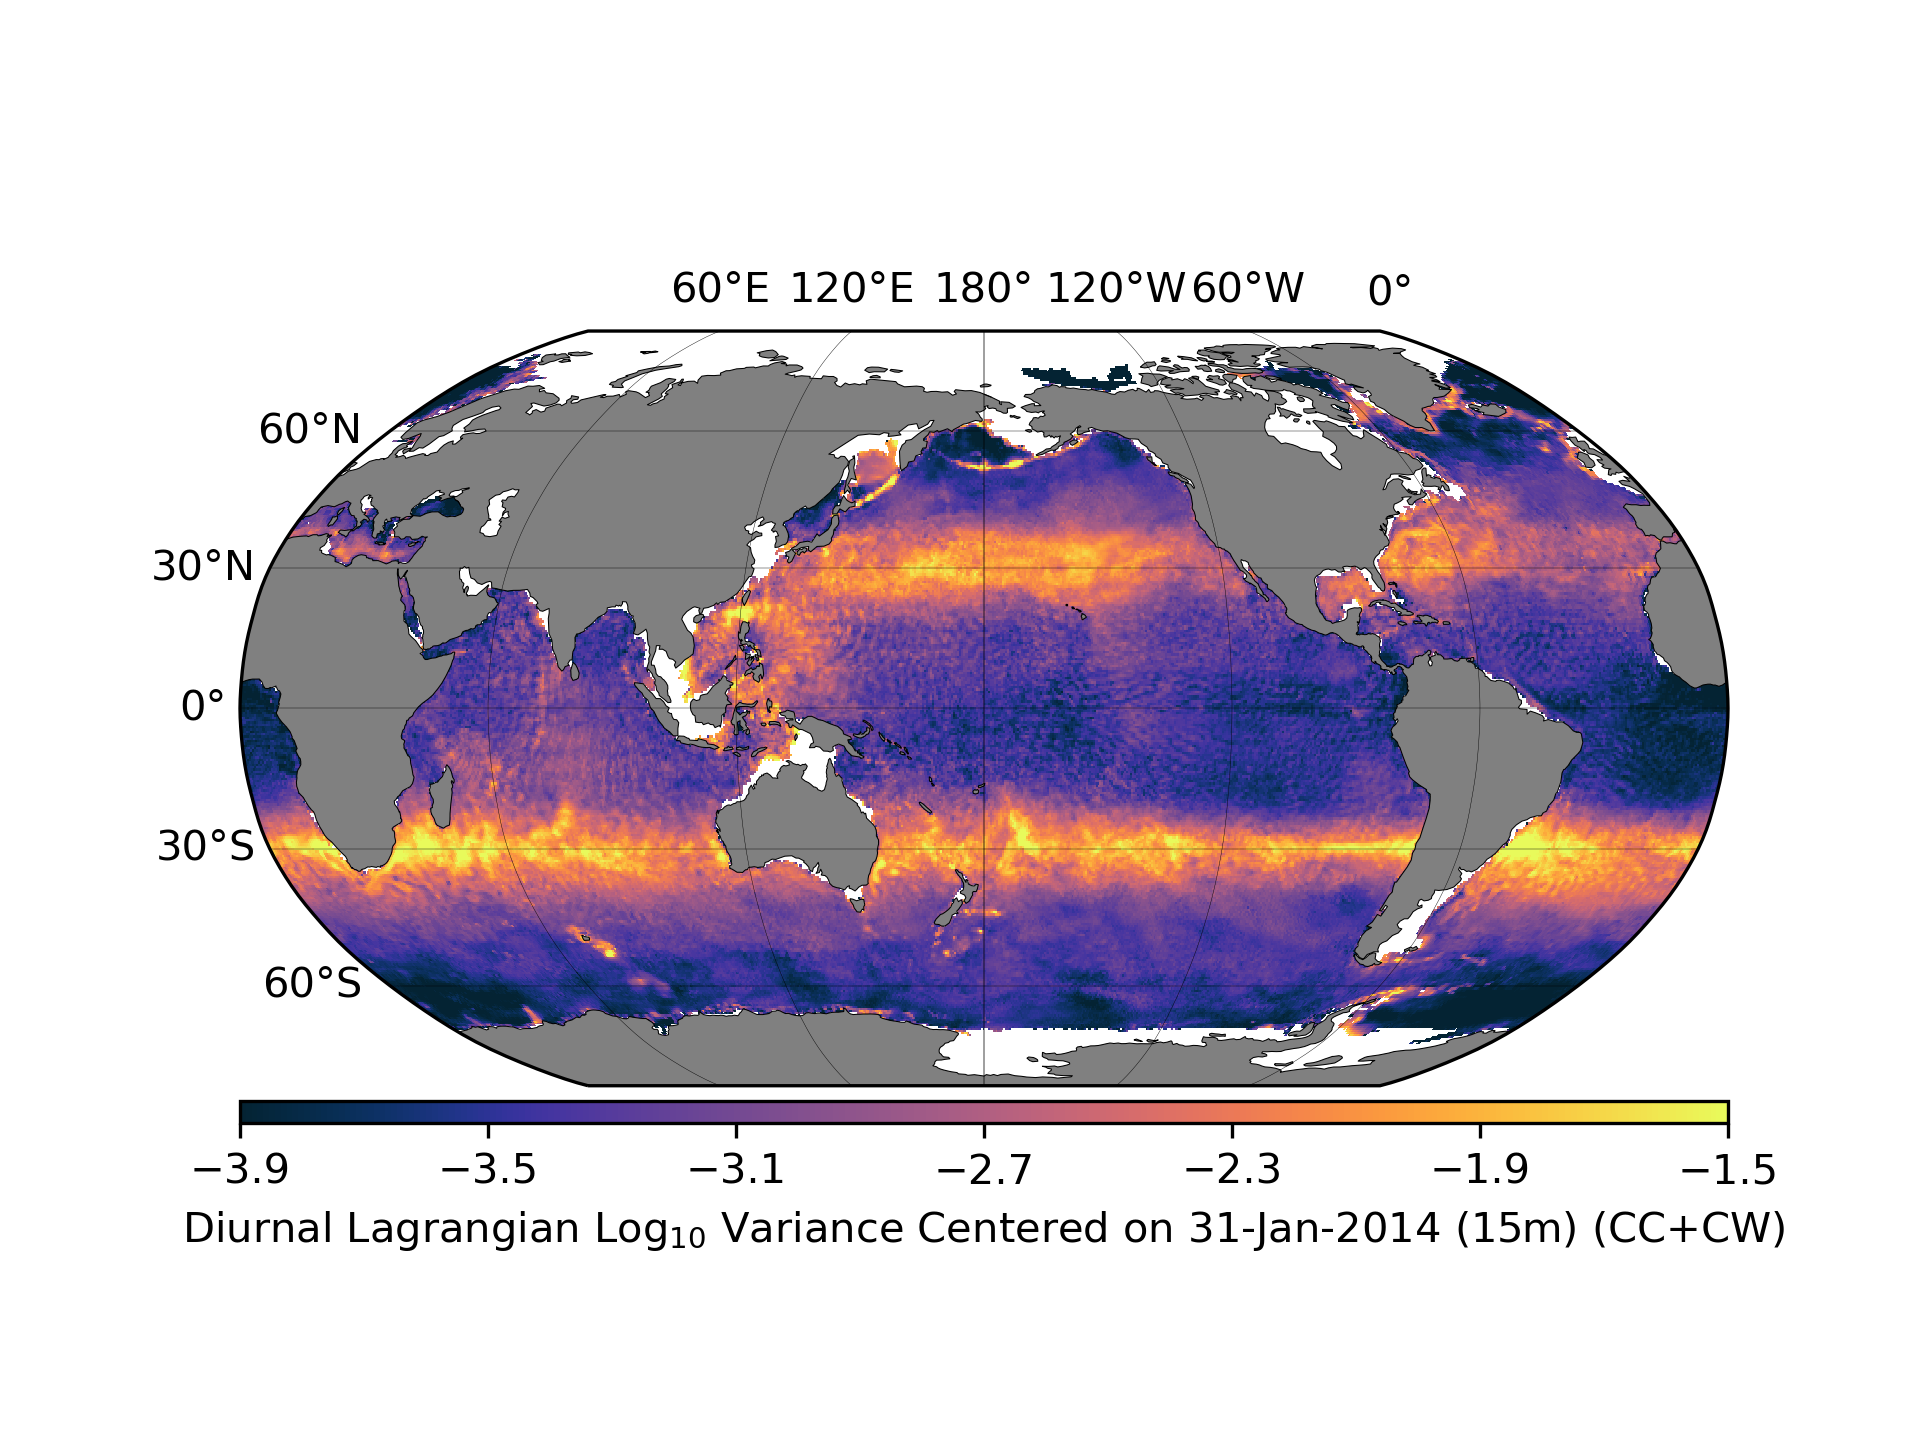 60°E 120°E 180° 120°W 60°W 0°
60°N
30°N
0°
30°S
60°S
−3.9 −3.5 −3.1 −2.7 −2.3 −1.9 −1.5
Diurnal Lagrangian Log₁₀ Variance Centered on 31-Jan-2014 (15m) (CC+CW)